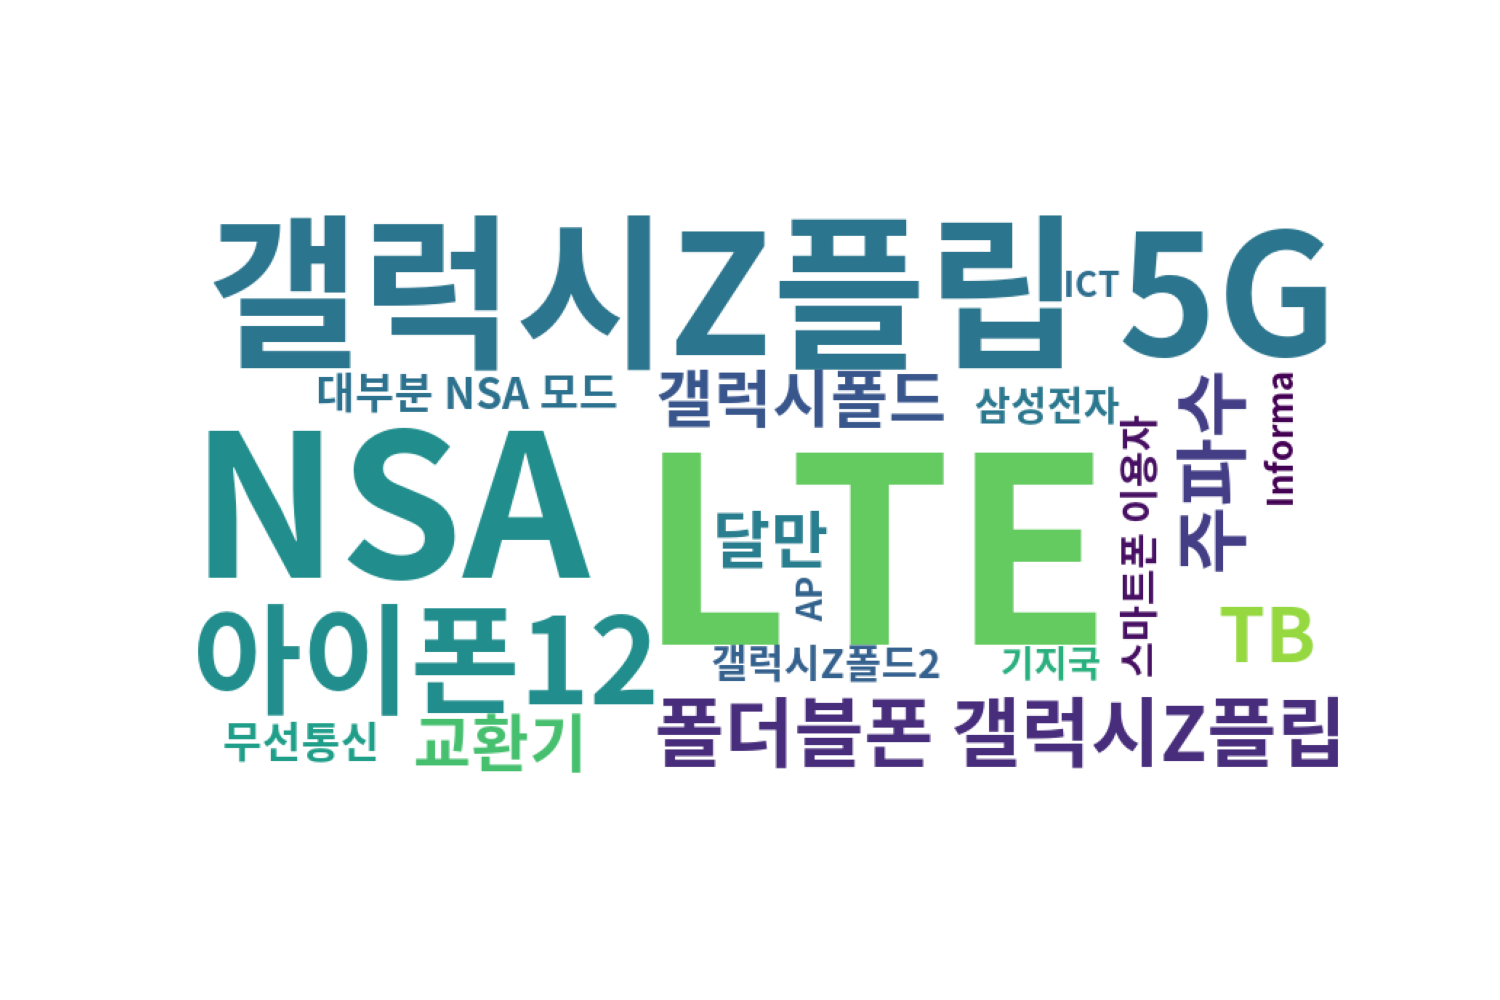 갤럭시Z플립 5G
ICT
대부분 NSA 모드
갤럭시폴드
삼성전자
NSA
LTE
달만
AP
스마트폰 이용자
주파수
Informa
아이폰12
갤럭시Z폴드2
기지국
TB
무선통신
교환기
폴더블폰 갤럭시Z플립